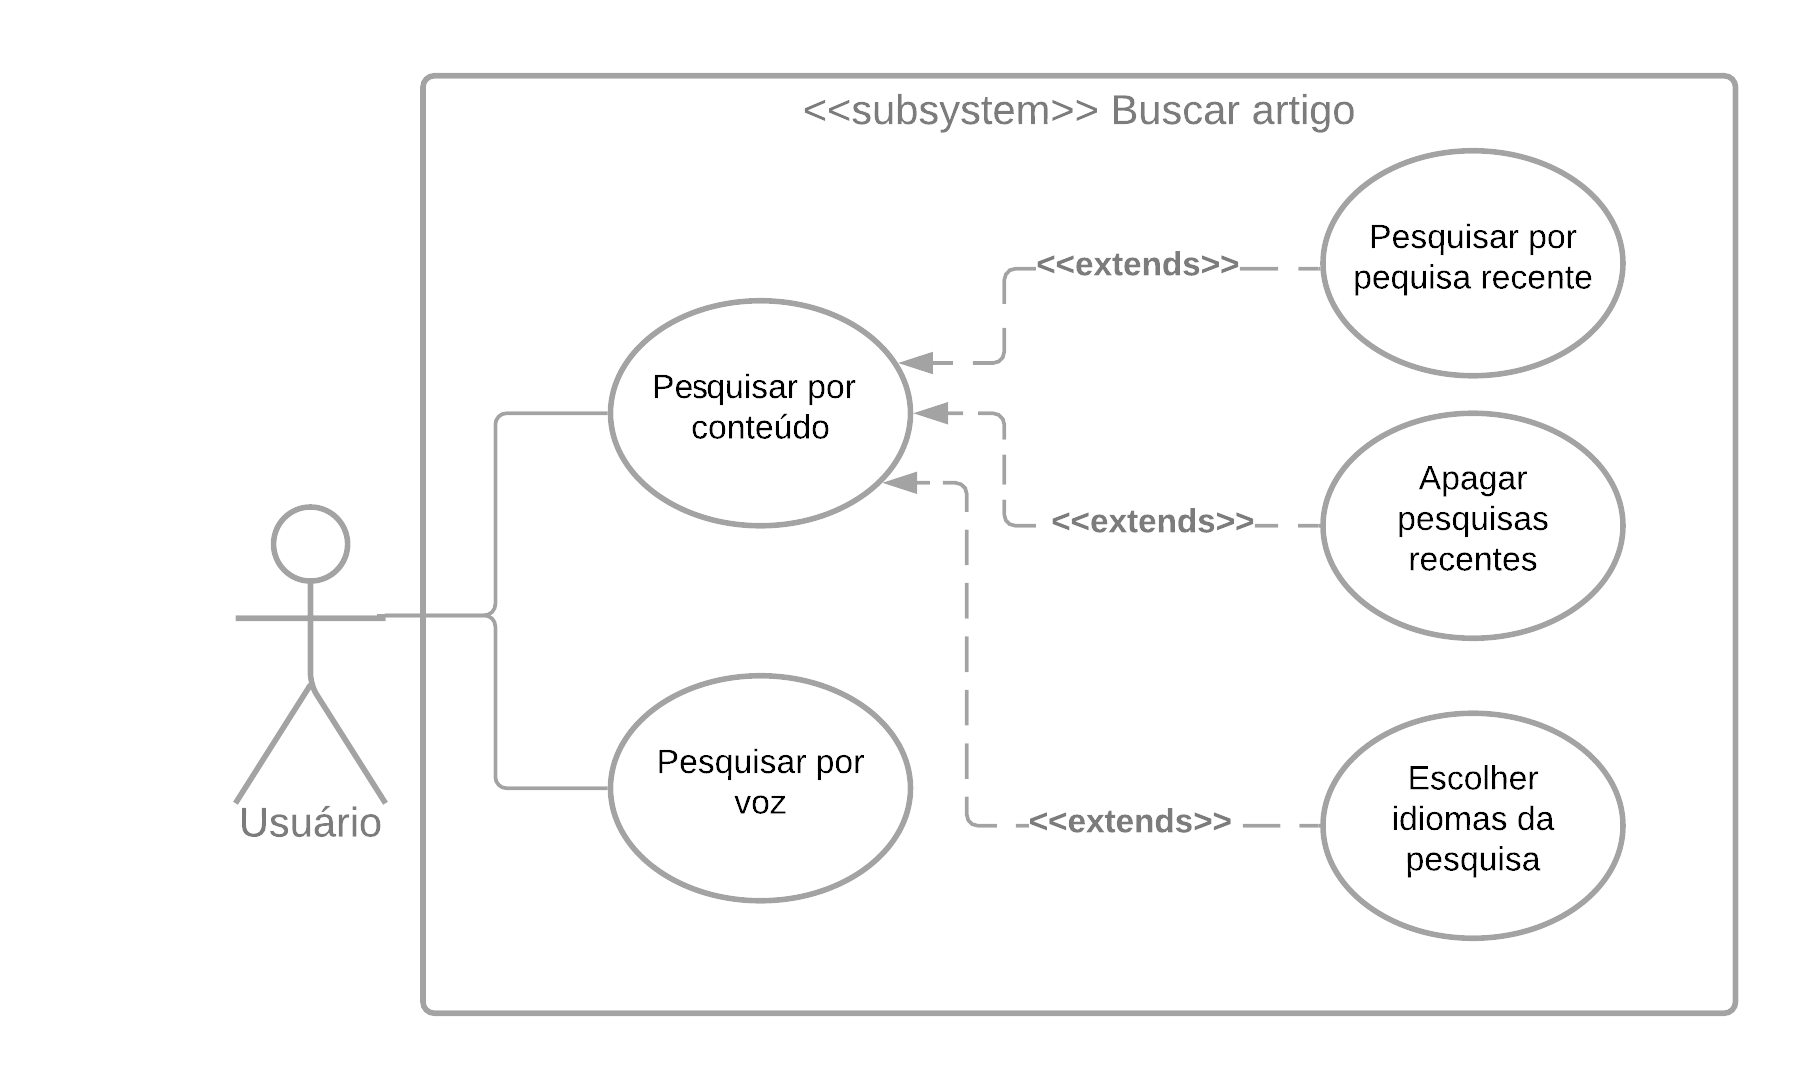 <<subsystem>> Buscar artigo
Pesquisar por
pequisa recente
<<extends>>
Pesquisar por
conteúdo
Apagar
pesquisas
recentes
<<extends>>
Pesquisar por
voz
Escolher
idiomas da
pesquisa
<<extends>>
Usuário